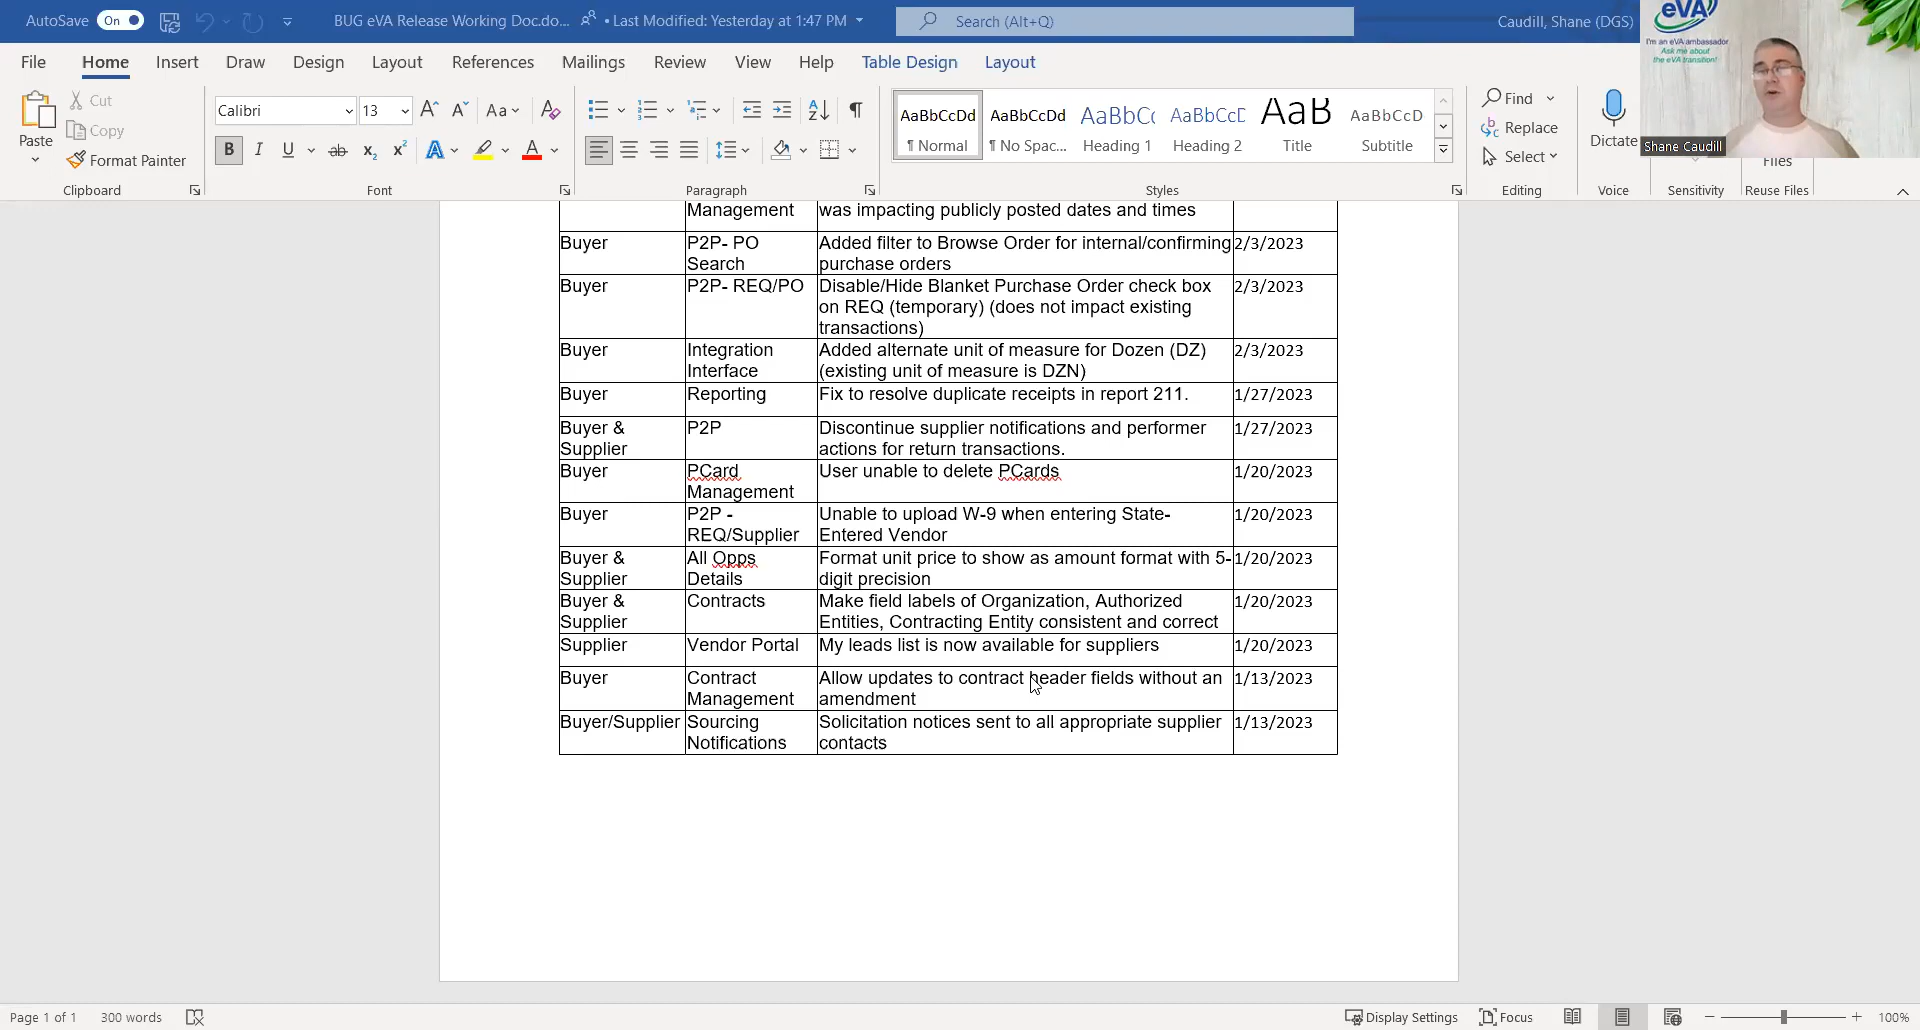 AutoSave On BUG eVA Release Working Doc.do... • Last Modified: Yesterday at 1:47 PM Search (Alt+Q) Caudill, Shane (DGS)
eVA
I'm an eVA ambassador
Ask me about
the eVA transition!
Shane Caudill
File Home Insert Draw Design Layout References Mailings Review View Help Table Design Layout
Paste
Cut
Copy
Format Painter
Clipboard
Calibri 13
Font
Paragraph
AaBbCcDd AaBbCcDd AaBbCc AaBbCcD AaB AaBbCcD
¶ Normal ¶ No Spac... Heading 1 Heading 2 Title Subtitle
Styles
Find
Replace
Select
Editing
Dictate
Voice
Sensitivity
Files
Reuse Files
Management was impacting publicly posted dates and times
Buyer P2P- PO Added filter to Browse Order for internal/confirming 2/3/2023
Search purchase orders
Buyer P2P- REQ/PO Disable/Hide Blanket Purchase Order check box 2/3/2023
on REQ (temporary) (does not impact existing
transactions)
Buyer Integration Added alternate unit of measure for Dozen (DZ) 2/3/2023
Interface (existing unit of measure is DZN)
Buyer Reporting Fix to resolve duplicate receipts in report 211. 1/27/2023
Buyer & P2P Discontinue supplier notifications and performer 1/27/2023
Supplier actions for return transactions.
Buyer PCard User unable to delete PCards 1/20/2023
Management
Buyer P2P - Unable to upload W-9 when entering State- 1/20/2023
REQ/Supplier Entered Vendor
Buyer & All Opps Format unit price to show as amount format with 5- 1/20/2023
Supplier Details digit precision
Buyer & Contracts Make field labels of Organization, Authorized 1/20/2023
Supplier Entities, Contracting Entity consistent and correct
Supplier Vendor Portal My leads list is now available for suppliers 1/20/2023
Buyer Contract Allow updates to contract header fields without an 1/13/2023
Management amendment
Buyer/Supplier Sourcing Solicitation notices sent to all appropriate supplier 1/13/2023
Notifications contacts
Page 1 of 1 300 words Display Settings Focus 100%